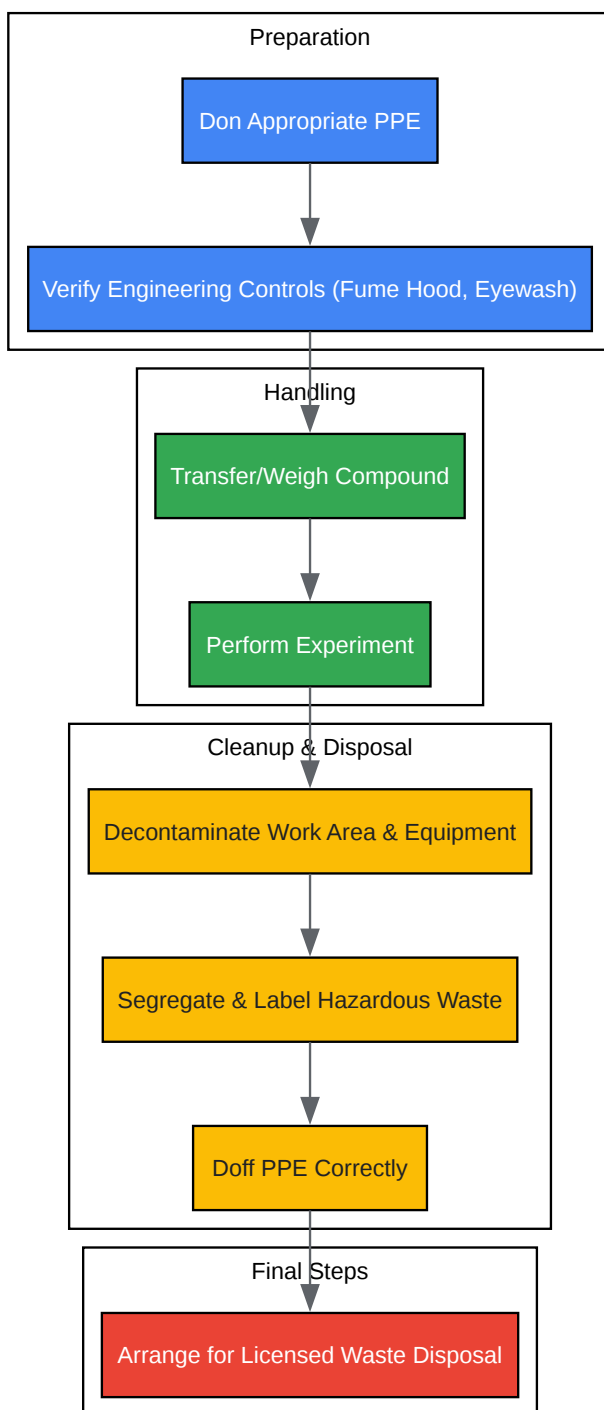 Preparation
Don Appropriate PPE
Verify Engineering Controls (Fume Hood, Eyewash)
Handling
Transfer/Weigh Compound
Perform Experiment
Cleanup & Disposal
Decontaminate Work Area & Equipment
Segregate & Label Hazardous Waste
Doff PPE Correctly
Final Steps
Arrange for Licensed Waste Disposal